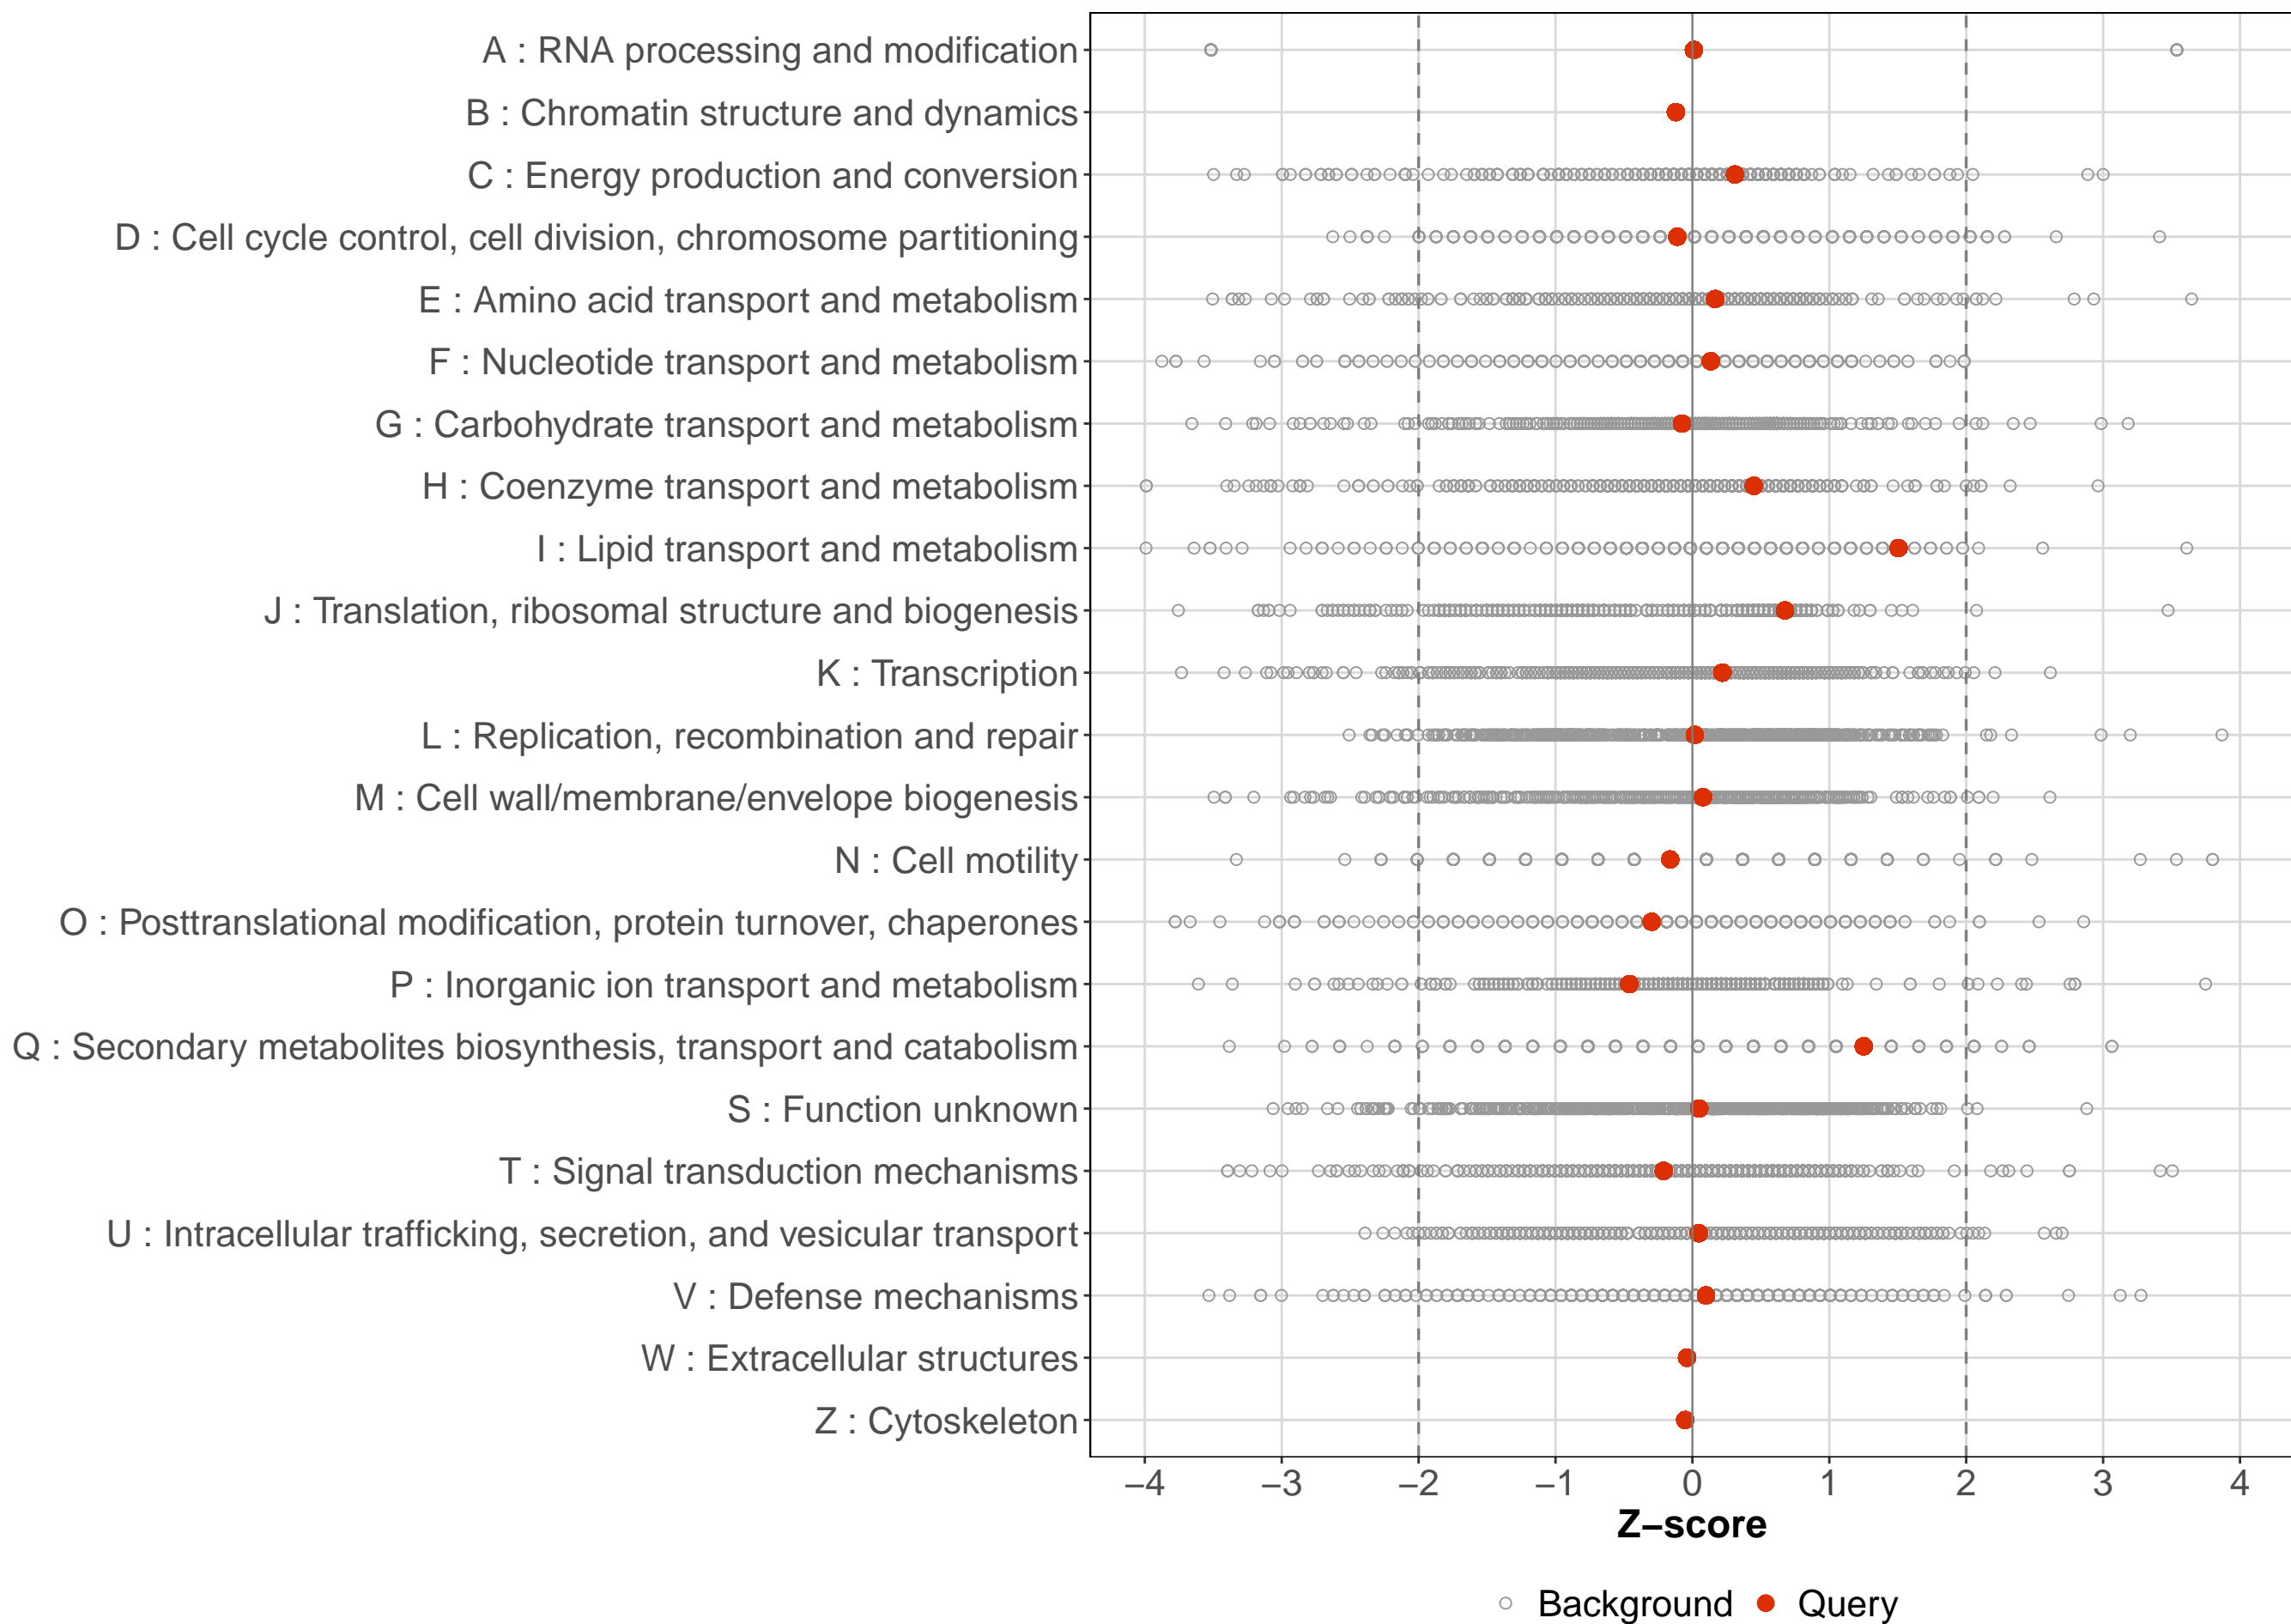 A : RNA processing and modification
B : Chromatin structure and dynamics
C : Energy production and conversion
D : Cell cycle control, cell division, chromosome partitioning
E : Amino acid transport and metabolism
F : Nucleotide transport and metabolism
G : Carbohydrate transport and metabolism
H : Coenzyme transport and metabolism
I : Lipid transport and metabolism
J : Translation, ribosomal structure and biogenesis
K : Transcription
L : Replication, recombination and repair
M : Cell wall/membrane/envelope biogenesis
N : Cell motility
O : Posttranslational modification, protein turnover, chaperones
P : Inorganic ion transport and metabolism
Q : Secondary metabolites biosynthesis, transport and catabolism
S : Function unknown
T : Signal transduction mechanisms
U : Intracellular trafficking, secretion, and vesicular transport
V : Defense mechanisms
W : Extracellular structures
Z : Cytoskeleton
−4 −3 −2 −1 0 1 2 3 4
Z−score
Background Query